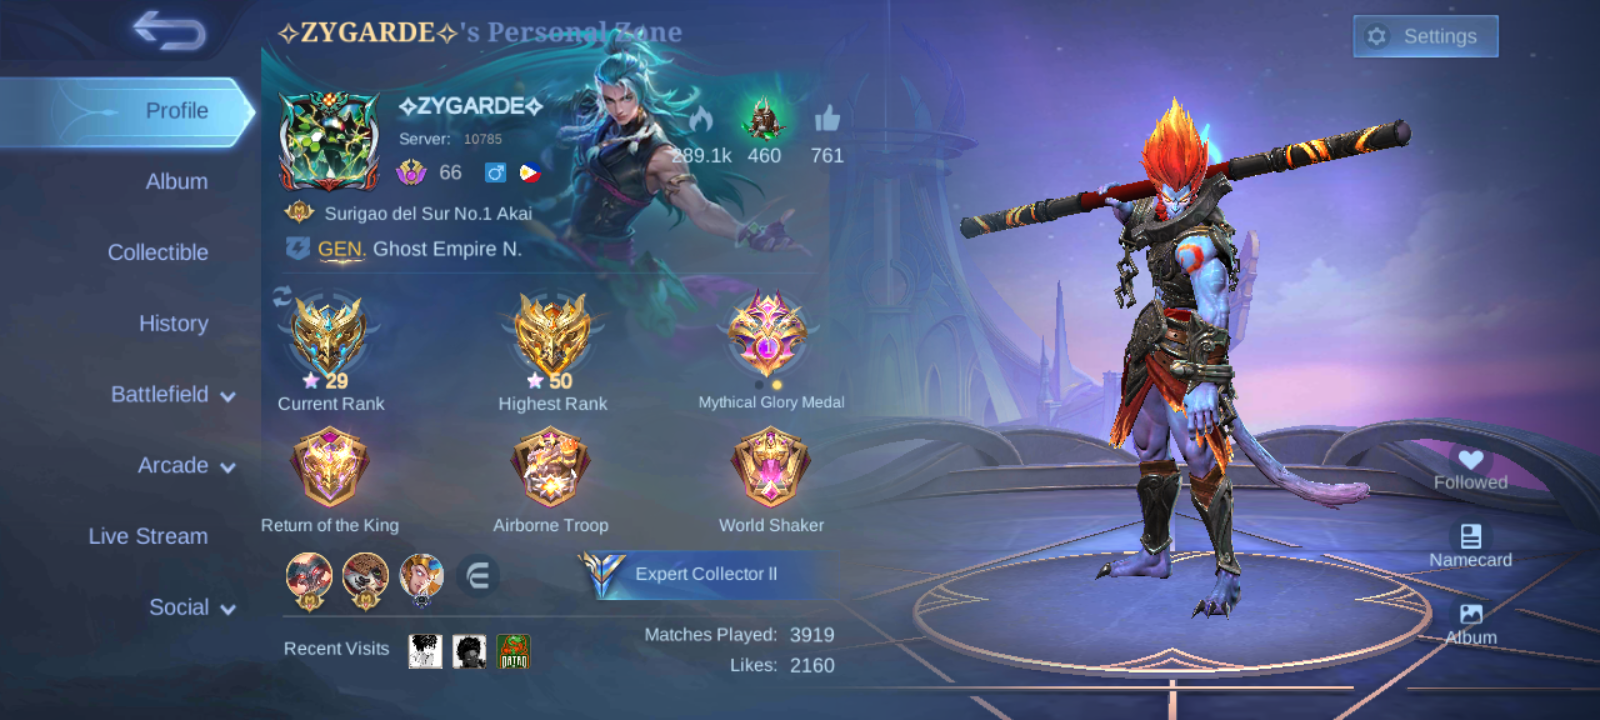 ✧ZYGARDE✧'s Personal Zone
Settings
Profile
Album
Collectible
History
Battlefield
Arcade
Live Stream
Social
✧ZYGARDE✧
Server: 10785
66
289.1k 460 761
Surigao del Sur No.1 Akai
GEN. Ghost Empire N.
29
Current Rank
50
Highest Rank
1
Mythical Glory Medal
Return of the King
Airborne Troop
World Shaker
Expert Collector II
Recent Visits
Matches Played: 3919
Likes: 2160
Followed
Namecard
Album